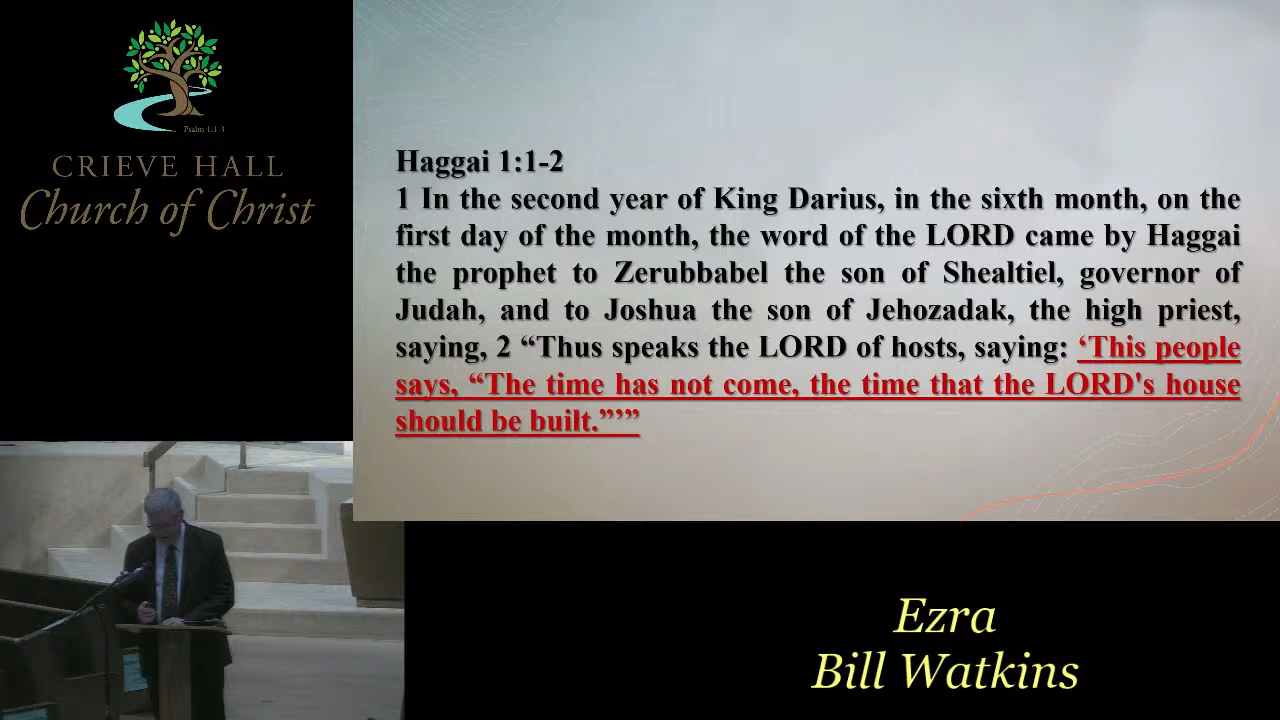 Psalm 1:1-3
CRIEVE HALL
Church of Christ
Haggai 1:1-2
1 In the second year of King Darius, in the sixth month, on the
first day of the month, the word of the LORD came by Haggai
the prophet to Zerubbabel the son of Shealtiel, governor of
Judah, and to Joshua the son of Jehozadak, the high priest,
saying, 2 “Thus speaks the LORD of hosts, saying: ‘This people
says, “The time has not come, the time that the LORD's house
should be built.”’”
Ezra
Bill Watkins